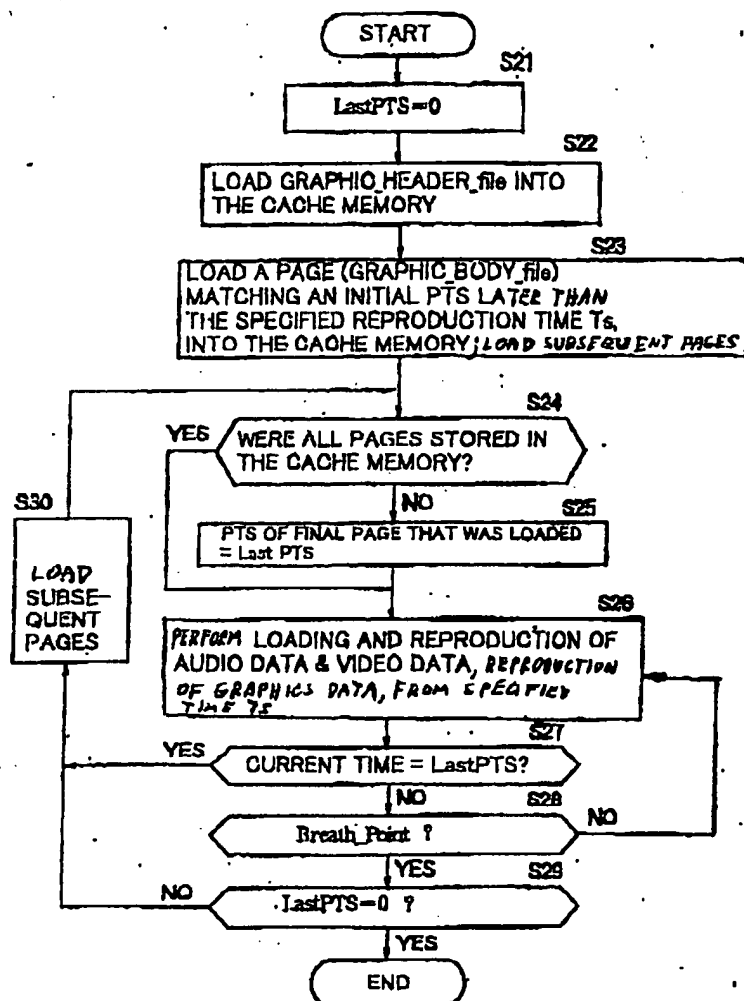 START
S21
LastPTS=0
S22
LOAD GRAPHIC_HEADER_file INTO
THE CACHE MEMORY
S23
LOAD A PAGE (GRAPHIC_BODY_file)
MATCHING AN INITIAL PTS LATER THAN
THE SPECIFIED REPRODUCTION TIME Ts,
INTO THE CACHE MEMORY; LOAD SUBSEQUENT PAGES
S24
YES
WERE ALL PAGES STORED IN
THE CACHE MEMORY?
NO
S25
PTS OF FINAL PAGE THAT WAS LOADED
= Last PTS
S30
LOAD
SUBSE-
QUENT
PAGES
S26
PERFORM LOADING AND REPRODUCTION OF
AUDIO DATA & VIDEO DATA, REPRODUCTION
OF GRAPHICS DATA, FROM SPECIFIED
TIME TS
S27
YES
CURRENT TIME = LastPTS?
NO
S28
Breath_Point ?
NO
YES
S29
NO
LastPTS=0 ?
YES
END